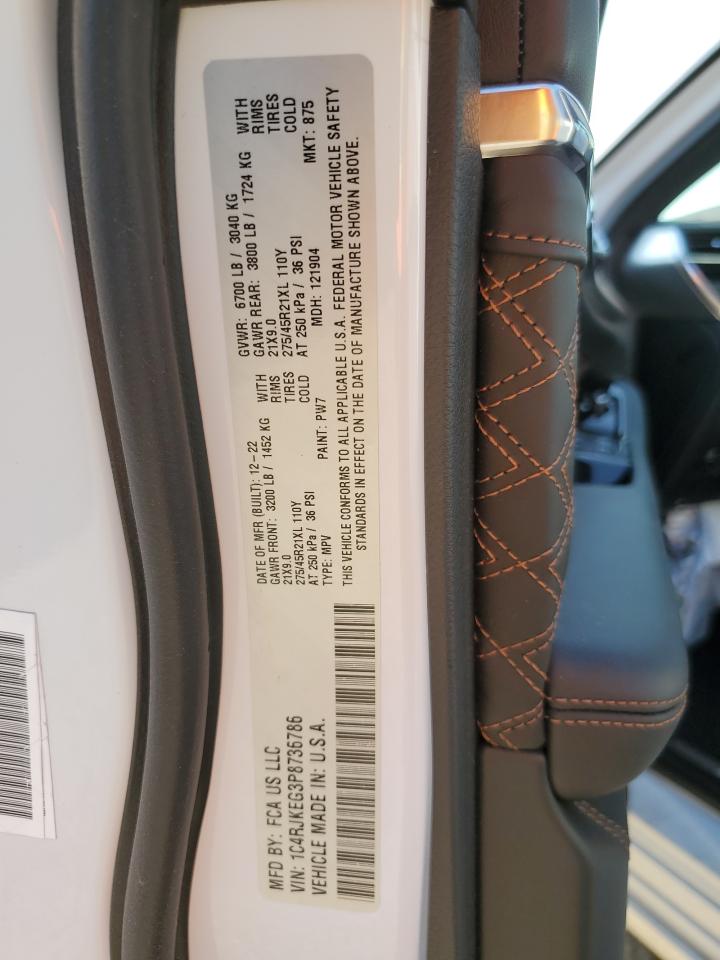 MFD BY: FCA US LLC
VIN: 1C4RJKEG3P8736786
VEHICLE MADE IN: U.S.A.
DATE OF MFR (BUILT): 12-22
GAWR FRONT: 3200 LB / 1452 KG WITH
21X9.0 RIMS
275/45R21XL 110Y TIRES
AT 250 kPa / 36 PSI COLD
TYPE: MPV PAINT: PW7
GVWR: 6700 LB / 3040 KG
GAWR REAR: 3800 LB / 1724 KG WITH
21X9.0 RIMS
275/45R21XL 110Y TIRES
AT 250 kPa / 36 PSI COLD
MDH: 121904 MKT: 875
THIS VEHICLE CONFORMS TO ALL APPLICABLE U.S.A. FEDERAL MOTOR VEHICLE SAFETY
STANDARDS IN EFFECT ON THE DATE OF MANUFACTURE SHOWN ABOVE.